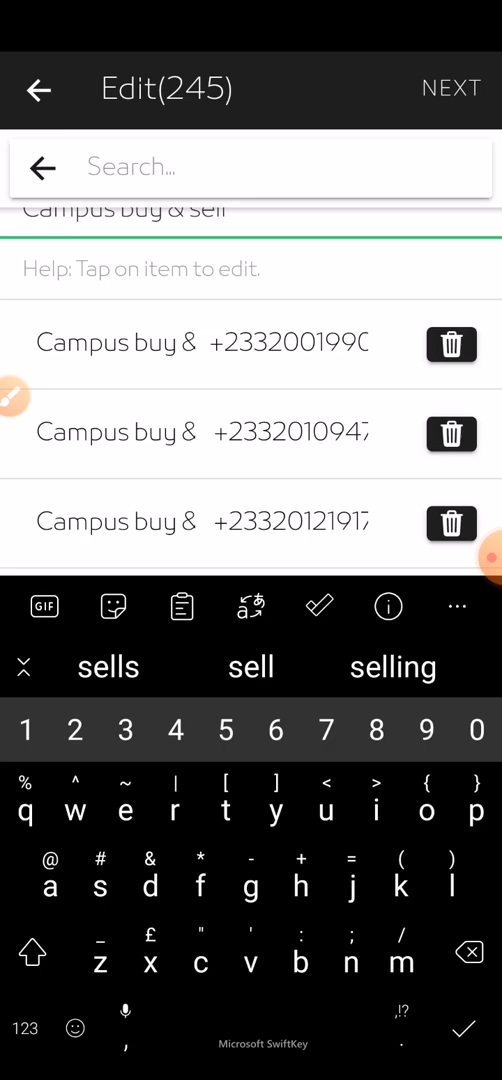 Edit(245)
NEXT
Search...
Campus buy & sell
Help: Tap on item to edit.
Campus buy & +2332001990
Campus buy & +2332010947
Campus buy & +23320121917
GIF
sells sell selling
1 2 3 4 5 6 7 8 9 0
% ^ ~ | [ ] < > { }
q w e r t y u i o p
@ # & * - + = ( )
a s d f g h j k l
_ £ " ' : ; /
z x c v b n m
,!?
123 , .
Microsoft SwiftKey